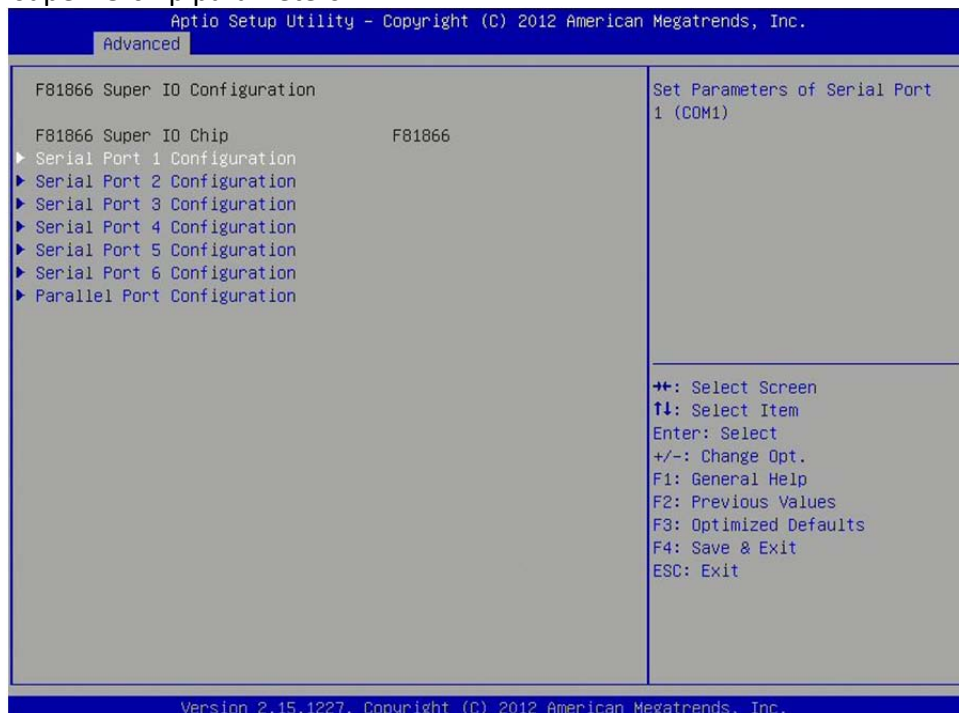 Aptio Setup Utility – Copyright (C) 2012 American Megatrends, Inc.
Advanced
F81866 Super IO Configuration
F81866 Super IO Chip F81866
Serial Port 1 Configuration
Serial Port 2 Configuration
Serial Port 3 Configuration
Serial Port 4 Configuration
Serial Port 5 Configuration
Serial Port 6 Configuration
Parallel Port Configuration
Set Parameters of Serial Port
1 (COM1)
→←: Select Screen
↑↓: Select Item
Enter: Select
+/-: Change Opt.
F1: General Help
F2: Previous Values
F3: Optimized Defaults
F4: Save & Exit
ESC: Exit
Version 2.15.1227. Copyright (C) 2012 American Megatrends, Inc.